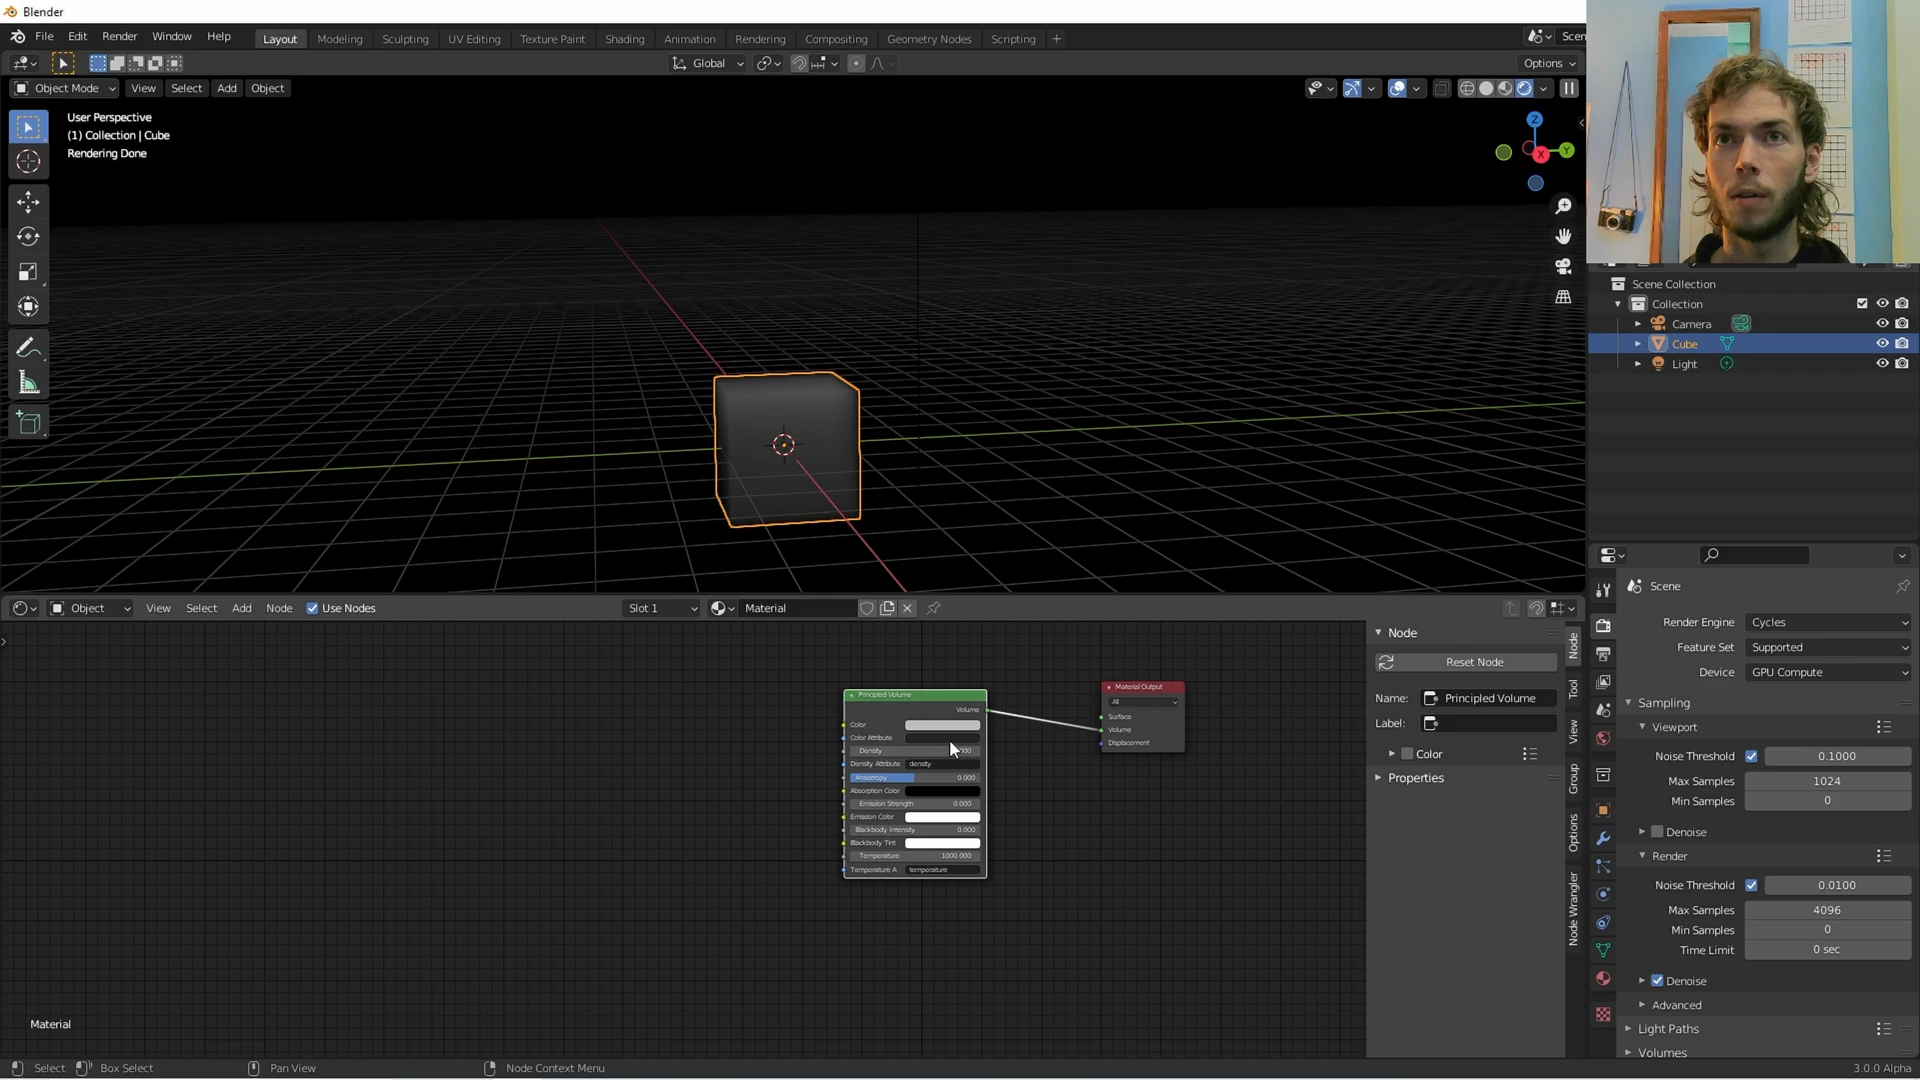 Blender
File Edit Render Window Help
Layout Modeling Sculpting UV Editing Texture Paint Shading Animation Rendering Compositing Geometry Nodes Scripting +
Scen
Global
Options
Object Mode View Select Add Object
User Perspective
(1) Collection | Cube
Rendering Done
Z
Y
X
Scene Collection
Collection
Camera
Cube
Light
Object View Select Add Node Use Nodes Slot 1 Material
Principled Volume
Volume
Color
Color Attribute
Density
Density Attribute density
Anisotropy 0.000
Absorption Color
Emission Strength 0.000
Emission Color
Blackbody Intensity 0.000
Blackbody Tint
Temperature 1000.000
Temperature A temperature
Material Output
All
Surface
Volume
Displacement
Node
Reset Node
Name: Principled Volume
Label:
Color
Properties
Node
Tool
View
Group
Options
Node Wrangler
Scene
Render Engine Cycles
Feature Set Supported
Device GPU Compute
Sampling
Viewport
Noise Threshold 0.1000
Max Samples 1024
Min Samples 0
Denoise
Render
Noise Threshold 0.0100
Max Samples 4096
Min Samples 0
Time Limit 0 sec
Denoise
Advanced
Light Paths
Volumes
Material
Select Box Select Pan View Node Context Menu 3.0.0 Alpha